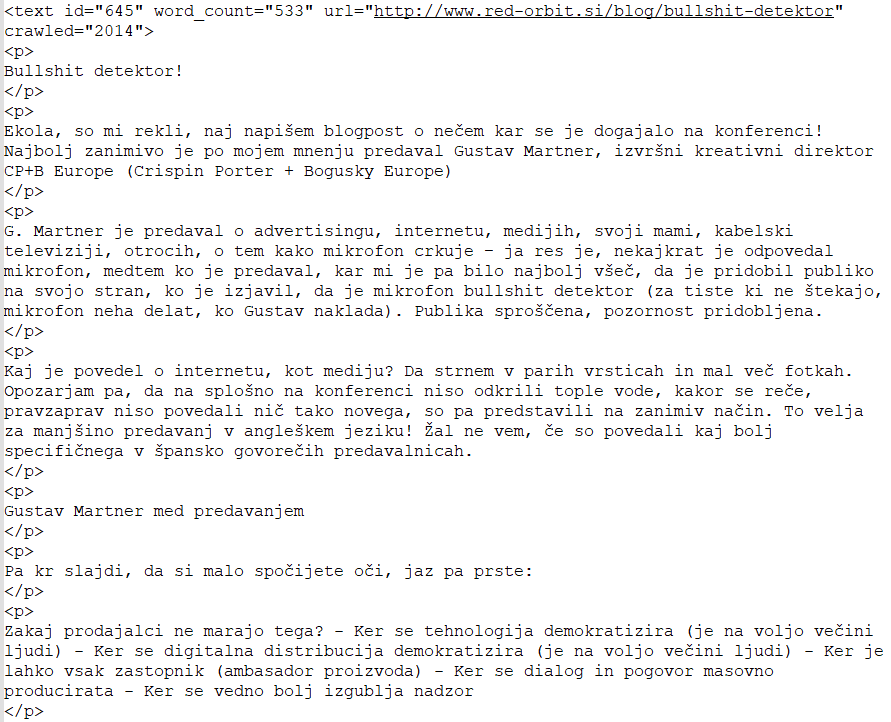 <text id="645" word_count="533" url="http://www.red-orbit.si/blog/bullshit-detektor"
crawled="2014">
<p>
Bullshit detektor!
</p>
<p>
Ekola, so mi rekli, naj napišem blogpost o nečem kar se je dogajalo na konferenci!
Najbolj zanimivo je po mojem mnenju predaval Gustav Martner, izvršni kreativni direktor
CP+B Europe (Crispin Porter + Bogusky Europe)
</p>
<p>
G. Martner je predaval o advertisingu, internetu, medijih, svoji mami, kabelski
televiziji, otrocih, o tem kako mikrofon crkuje – ja res je, nekajkrat je odpovedal
mikrofon, medtem ko je predaval, kar mi je pa bilo najbolj všeč, da je pridobil publiko
na svojo stran, ko je izjavil, da je mikrofon bullshit detektor (za tiste ki ne štekajo,
mikrofon neha delat, ko Gustav naklada). Publika sproščena, pozornost pridobljena.
</p>
<p>
Kaj je povedel o internetu, kot mediju? Da strnem v parih vrsticah in mal več fotkah.
Opozarjam pa, da na splošno na konferenci niso odkrili tople vode, kakor se reče,
pravzaprav niso povedali nič tako novega, so pa predstavili na zanimiv način. To velja
za manjšino predavanj v angleškem jeziku! Žal ne vem, če so povedali kaj bolj
specifičnega v špansko govorečih predavalnicah.
</p>
<p>
Gustav Martner med predavanjem
</p>
<p>
Pa kr slajdi, da si malo spočijete oči, jaz pa prste:
</p>
<p>
Zakaj prodajalci ne marajo tega? – Ker se tehnologija demokratizira (je na voljo večini
ljudi) – Ker se digitalna distribucija demokratizira (je na voljo večini ljudi) – Ker je
lahko vsak zastopnik (ambasador proizvoda) – Ker se dialog in pogovor masovno
producirata – Ker se vedno bolj izgublja nadzor
</p>